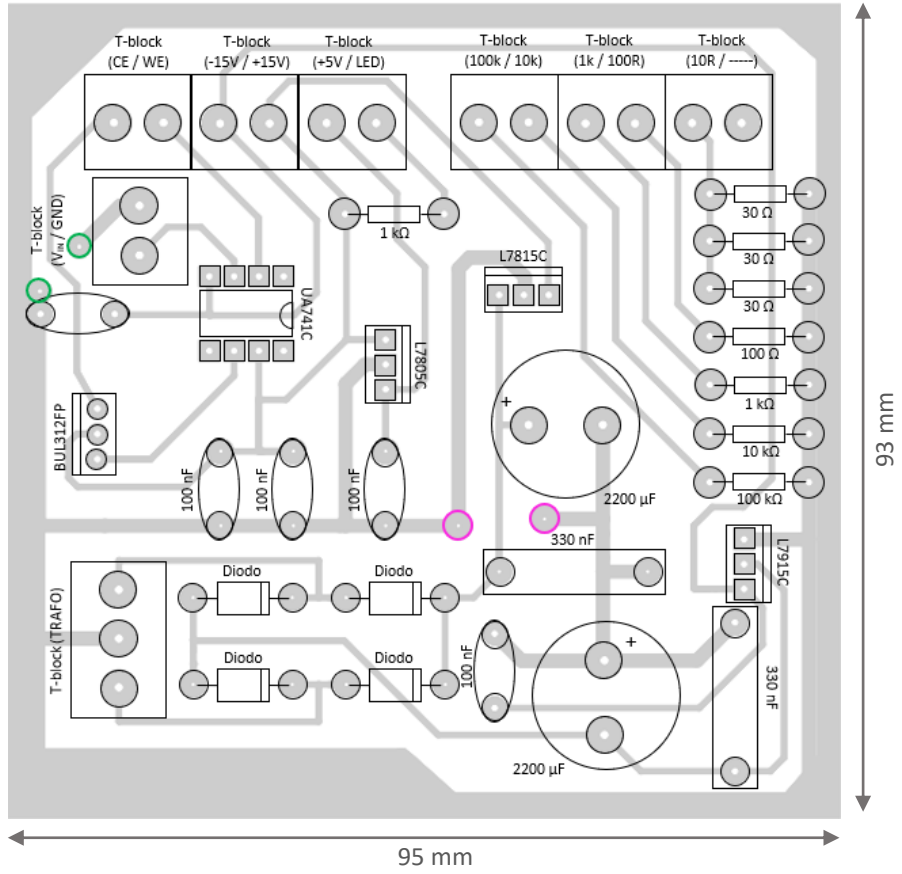 T-block T-block T-block T-block T-block T-block
(CE / WE) (-15V / +15V) (+5V / LED) (100k / 10k) (1k / 100R) (10R / -----)
T-block
(VIN / GND)
30 Ω
1 kΩ
30 Ω
L7815C
30 Ω
UA741C
100 Ω
L7805C
1 kΩ
+
BUL312FP
10 kΩ
100 nF
100 nF
100 nF
2200 µF
100 kΩ
330 nF
L7915C
Diodo Diodo
T-block (TRAFO)
+
Diodo Diodo
100 nF
330 nF
2200 µF
93 mm
95 mm